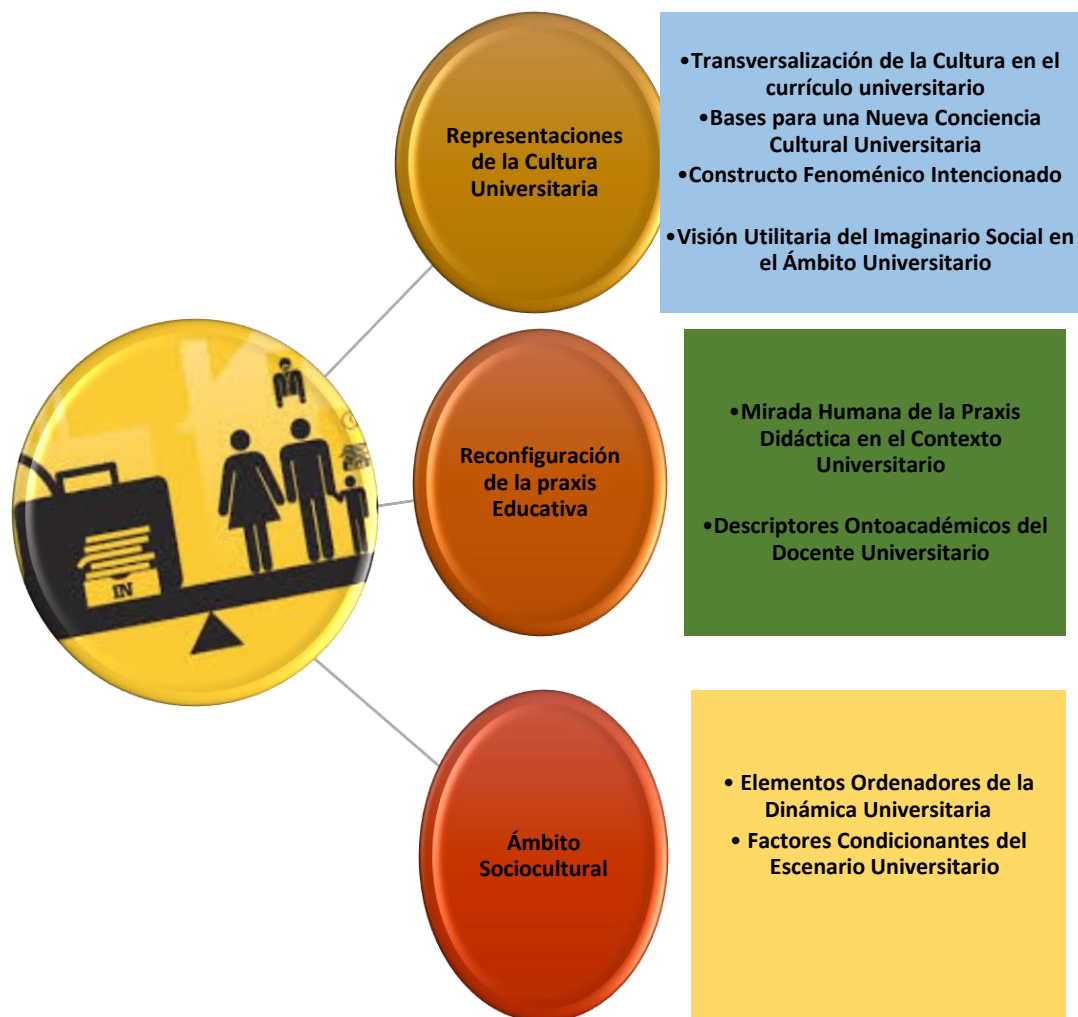 Representaciones
de la Cultura
Universitaria
•Transversalización de la Cultura en el
currículo universitario
•Bases para una Nueva Conciencia
Cultural Universitaria
•Constructo Fenoménico Intencionado
•Visión Utilitaria del Imaginario Social en
el Ámbito Universitario
IN
Reconfiguración
de la praxis
Educativa
•Mirada Humana de la Praxis
Didáctica en el Contexto
Universitario
•Descriptores Ontoacadémicos del
Docente Universitario
Ámbito
Sociocultural
• Elementos Ordenadores de la
Dinámica Universitaria
• Factores Condicionantes del
Escenario Universitario